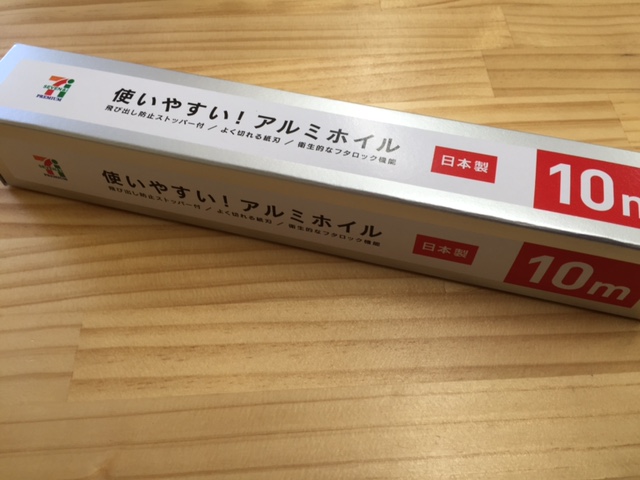 7i
SEVEN&i
PREMIUM
使いやすい！アルミホイル
飛び出し防止ストッパー付 ／ よく切れる紙刃 ／ 衛生的なフタロック機能
日本製
10m
7i
使いやすい！アルミホイル
飛び出し防止ストッパー付 ／ よく切れる紙刃 ／ 衛生的なフタロック機能
日本製
10m